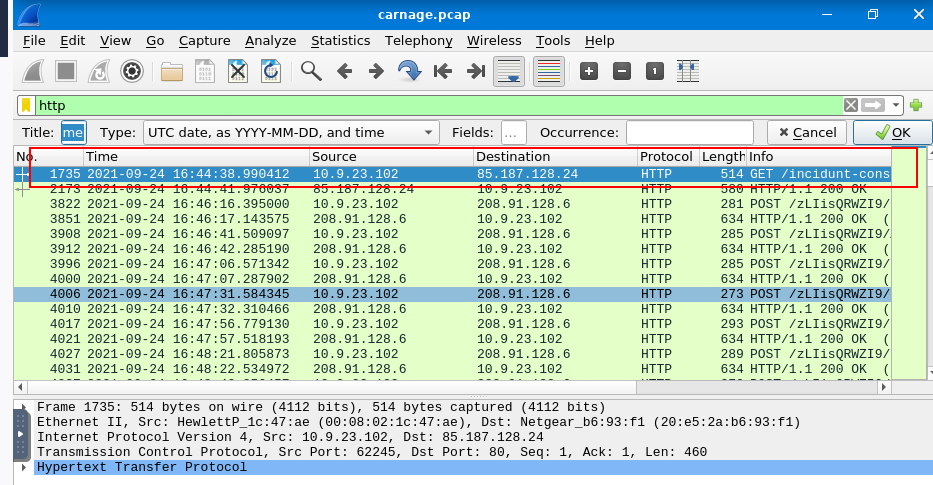 carnage.pcap
File Edit View Go Capture Analyze Statistics Telephony Wireless Tools Help
http
Title: me Type: UTC date, as YYYY-MM-DD, and time Fields: ... Occurrence: Cancel OK
No. Time Source Destination Protocol Length Info
1735 2021-09-24 16:44:38.990412 10.9.23.102 85.187.128.24 HTTP 514 GET /incidunt-cons
2173 2021-09-24 16:44:41.976037 85.187.128.24 10.9.23.102 HTTP 580 HTTP/1.1 200 OK
3822 2021-09-24 16:46:16.395000 10.9.23.102 208.91.128.6 HTTP 281 POST /zLIisQRWZI9/
3851 2021-09-24 16:46:17.143575 208.91.128.6 10.9.23.102 HTTP 634 HTTP/1.1 200 OK (
3908 2021-09-24 16:46:41.509097 10.9.23.102 208.91.128.6 HTTP 285 POST /zLIisQRWZI9/
3912 2021-09-24 16:46:42.285190 208.91.128.6 10.9.23.102 HTTP 634 HTTP/1.1 200 OK (
3996 2021-09-24 16:47:06.571342 10.9.23.102 208.91.128.6 HTTP 285 POST /zLIisQRWZI9/
4000 2021-09-24 16:47:07.287902 208.91.128.6 10.9.23.102 HTTP 634 HTTP/1.1 200 OK (
4006 2021-09-24 16:47:31.584345 10.9.23.102 208.91.128.6 HTTP 273 POST /zLIisQRWZI9/
4010 2021-09-24 16:47:32.310466 208.91.128.6 10.9.23.102 HTTP 634 HTTP/1.1 200 OK (
4017 2021-09-24 16:47:56.779130 10.9.23.102 208.91.128.6 HTTP 293 POST /zLIisQRWZI9/
4021 2021-09-24 16:47:57.518193 208.91.128.6 10.9.23.102 HTTP 634 HTTP/1.1 200 OK (
4027 2021-09-24 16:48:21.805873 10.9.23.102 208.91.128.6 HTTP 289 POST /zLIisQRWZI9/
4031 2021-09-24 16:48:22.534972 208.91.128.6 10.9.23.102 HTTP 634 HTTP/1.1 200 OK (
Frame 1735: 514 bytes on wire (4112 bits), 514 bytes captured (4112 bits)
Ethernet II, Src: HewlettP_1c:47:ae (00:08:02:1c:47:ae), Dst: Netgear_b6:93:f1 (20:e5:2a:b6:93:f1)
Internet Protocol Version 4, Src: 10.9.23.102, Dst: 85.187.128.24
Transmission Control Protocol, Src Port: 62245, Dst Port: 80, Seq: 1, Ack: 1, Len: 460
Hypertext Transfer Protocol